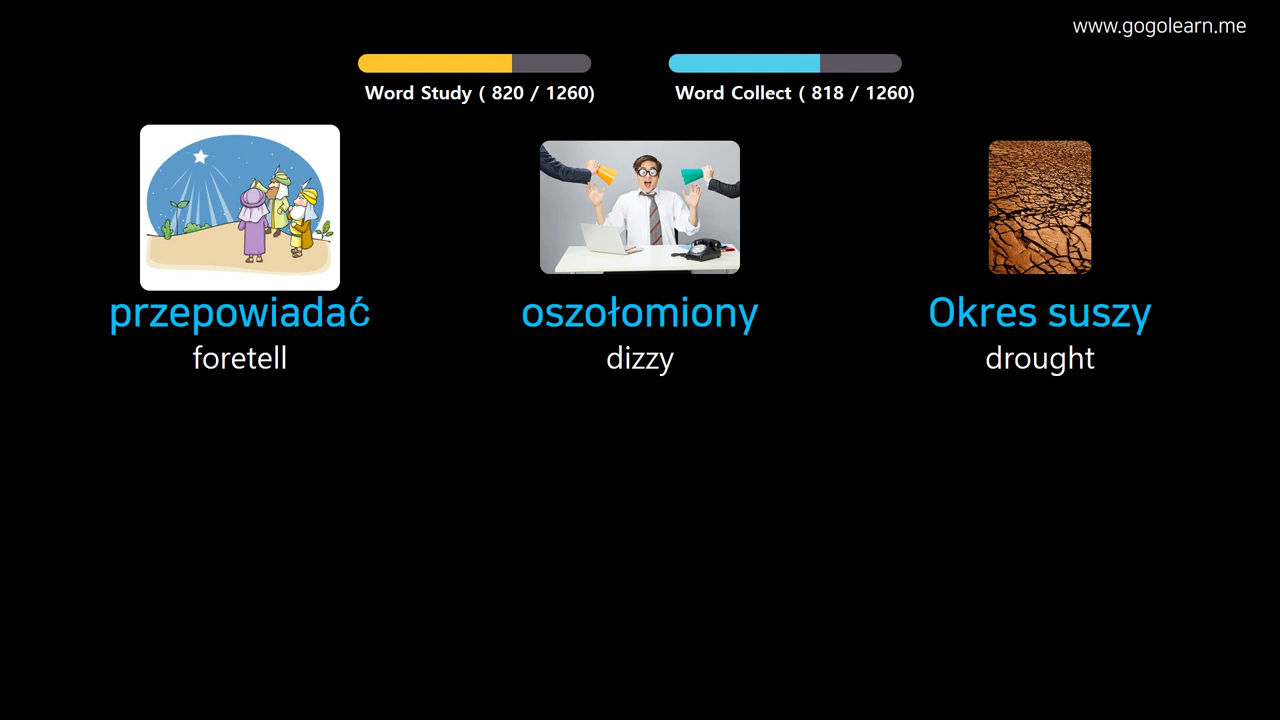 www.gogolearn.me
Word Study ( 820 / 1260)
Word Collect ( 818 / 1260)
przepowiadać
foretell
oszołomiony
dizzy
Okres suszy
drought